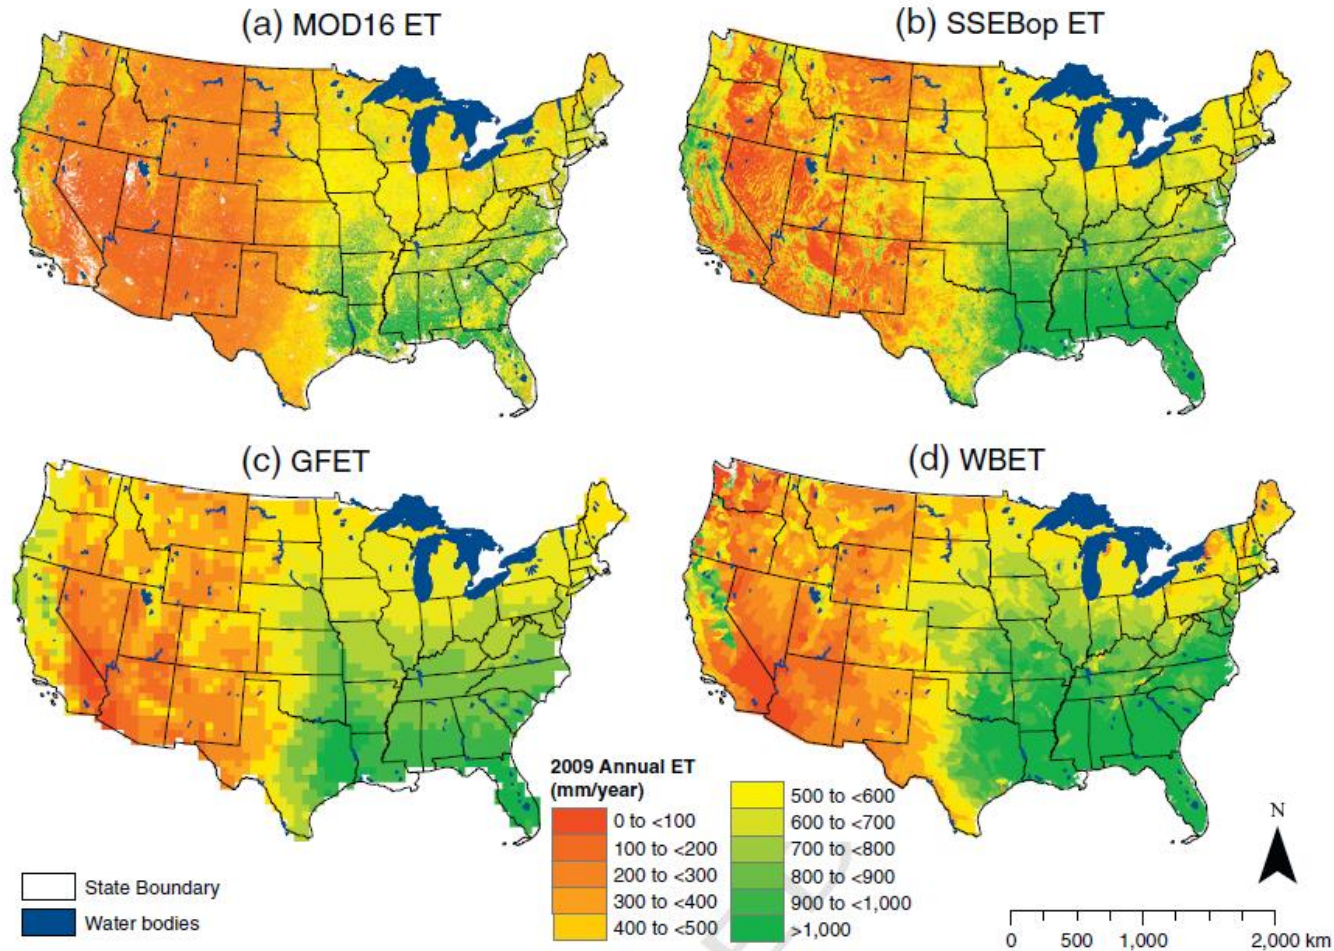 (a) MOD16 ET
(b) SSEBop ET
(c) GFET
(d) WBET
2009 Annual ET
(mm/year)
0 to <100
100 to <200
200 to <300
300 to <400
400 to <500
500 to <600
600 to <700
700 to <800
800 to <900
900 to <1,000
>1,000
State Boundary
Water bodies
N
0 500 1,000 2,000 km